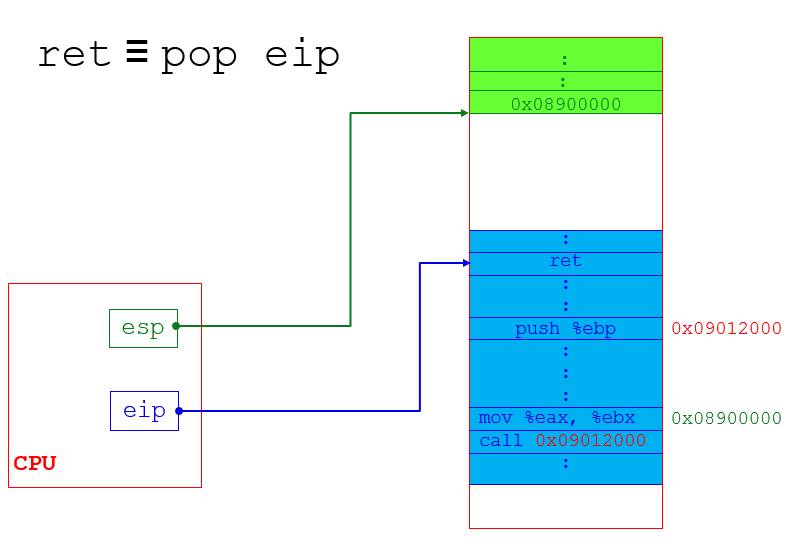 ret ≡ pop eip
:
:
0x08900000
:
ret
:
:
push %ebp 0x09012000
:
:
:
mov %eax, %ebx 0x08900000
call 0x09012000
:
esp
eip
CPU